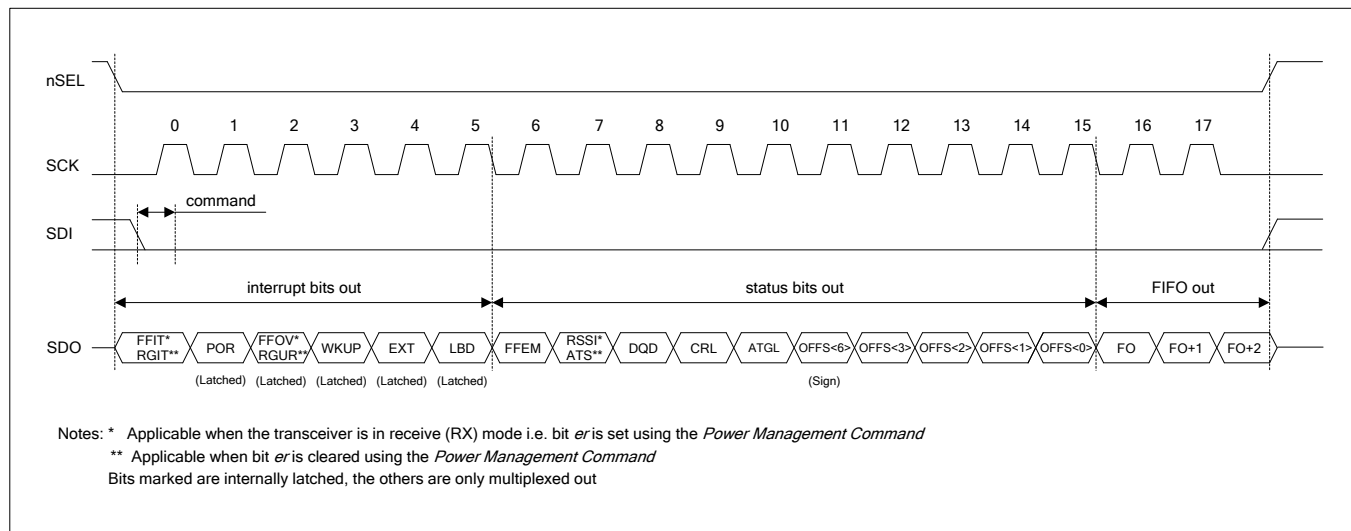 nSEL
0 1 2 3 4 5 6 7 8 9 10 11 12 13 14 15 16 17
SCK
command
SDI
interrupt bits out status bits out FIFO out
SDO
FFIT*
RGIT**
POR
FFOV*
RGUR**
WKUP
EXT
LBD
FFEM
RSSI*
ATS**
DQD
CRL
ATGL
OFFS<6>
OFFS<3>
OFFS<2>
OFFS<1>
OFFS<0>
FO
FO+1
FO+2
(Latched) (Latched) (Latched) (Latched) (Latched) (Sign)
Notes: * Applicable when the transceiver is in receive (RX) mode i.e. bit er is set using the Power Management Command
** Applicable when bit er is cleared using the Power Management Command
Bits marked are internally latched, the others are only multiplexed out